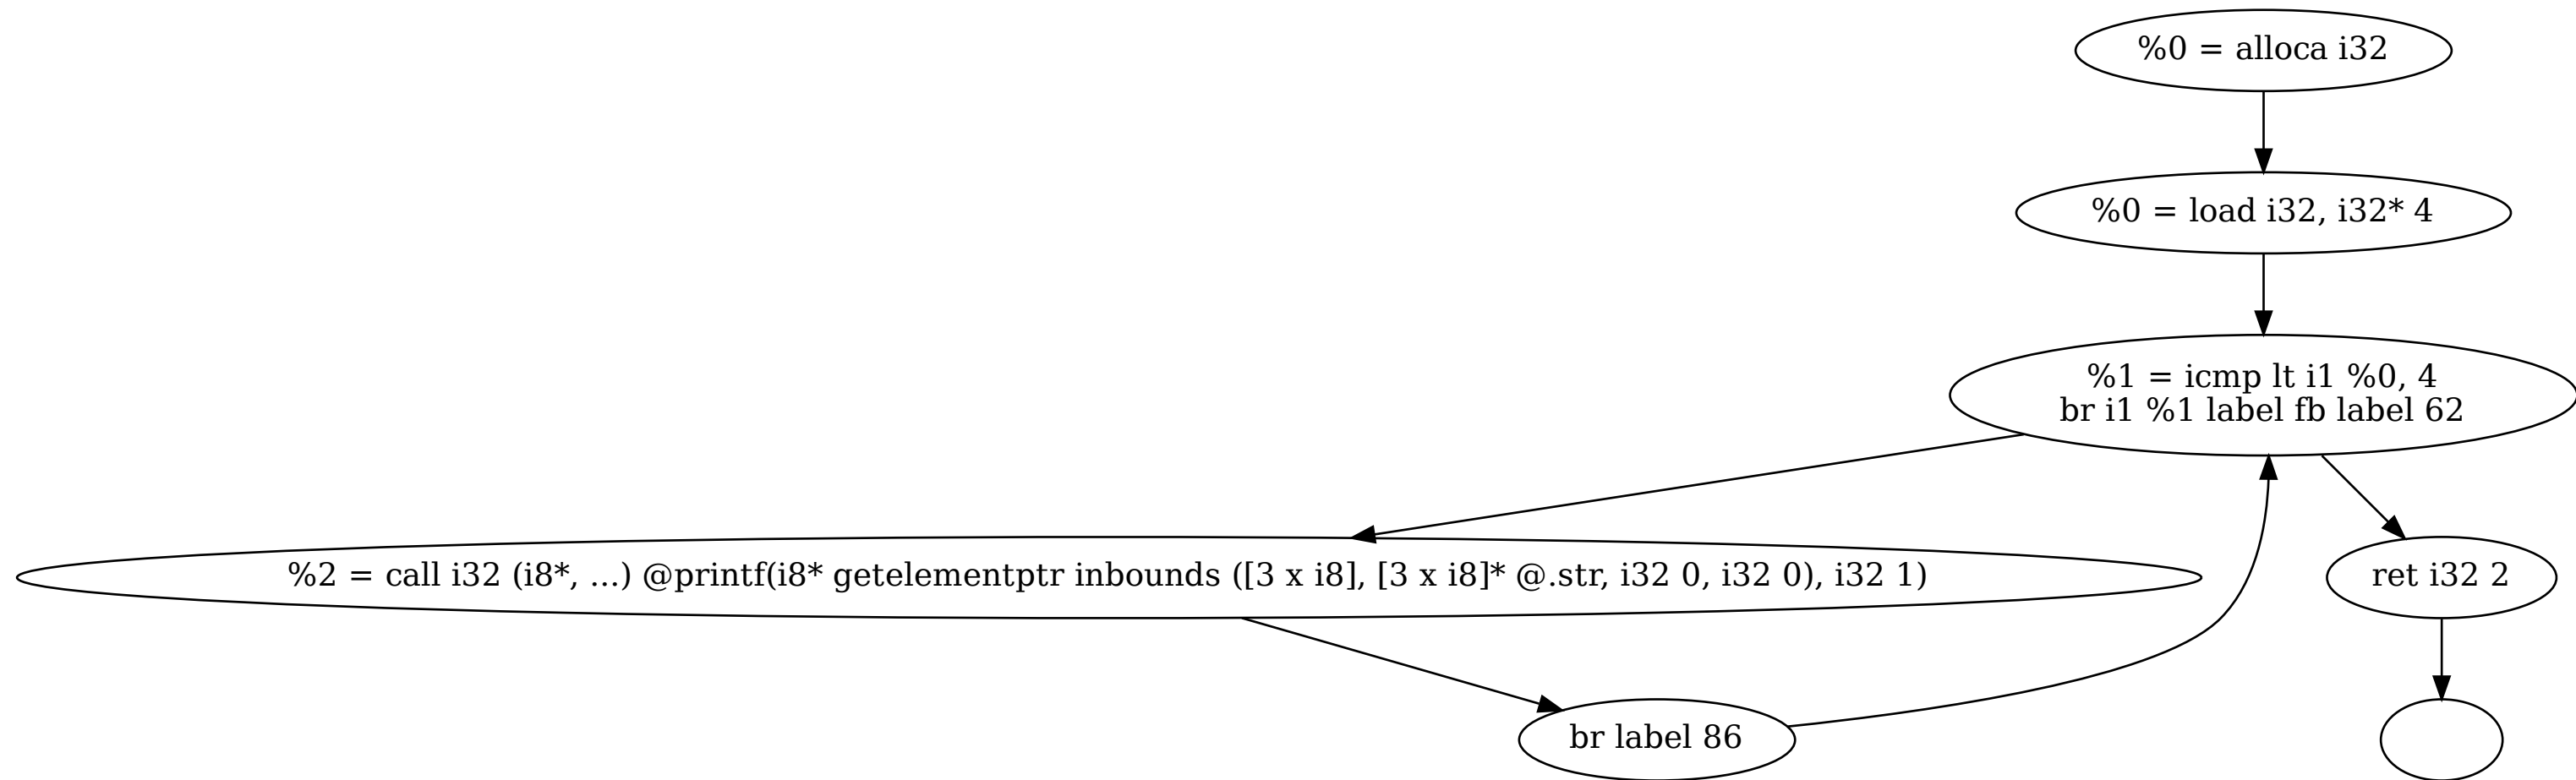 %0 = alloca i32
%0 = load i32, i32* 4
%1 = icmp lt i1 %0, 4
br i1 %1 label fb label 62
%2 = call i32 (i8*, ...) @printf(i8* getelementptr inbounds ([3 x i8], [3 x i8]* @.str, i32 0, i32 0), i32 1)
ret i32 2
br label 86